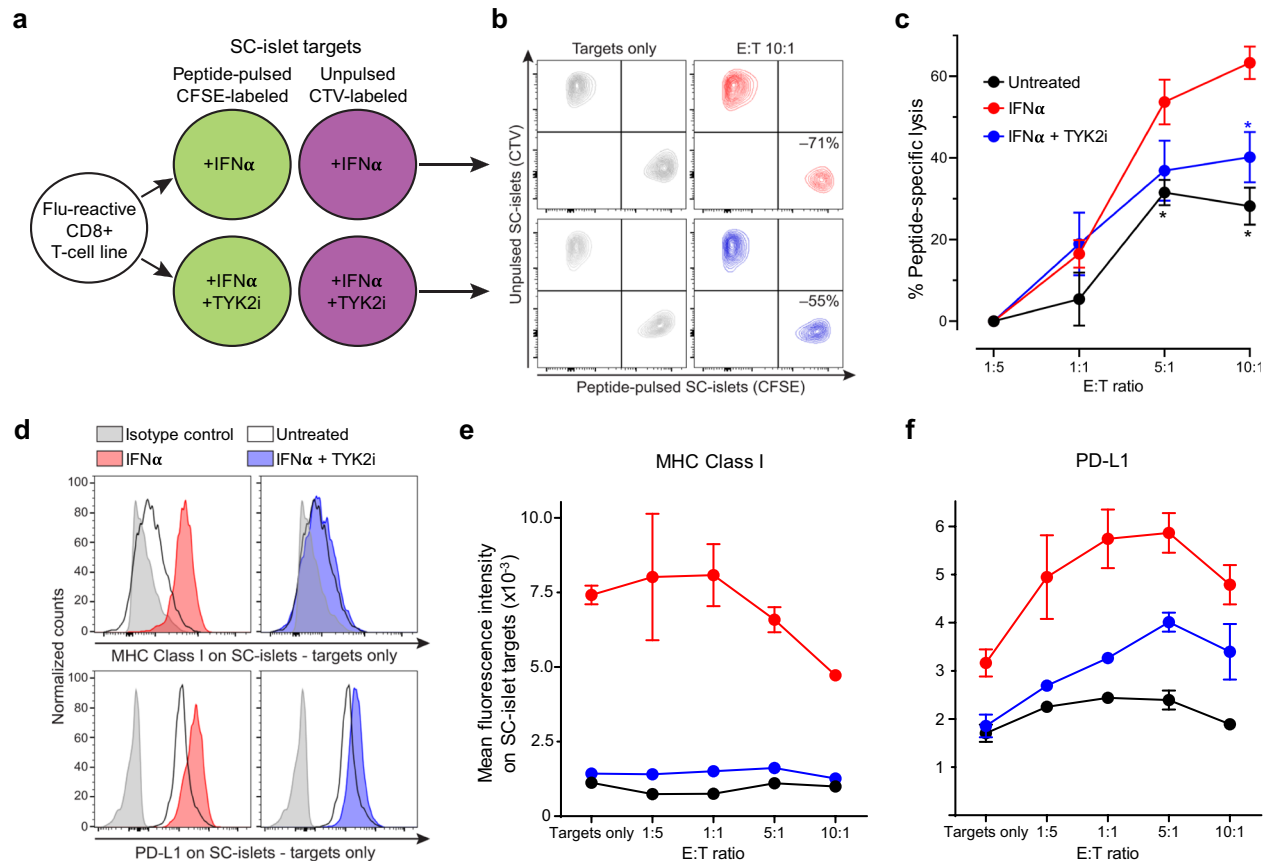 a
SC-islet targets
Peptide-pulsed
CFSE-labeled
Unpulsed
CTV-labeled
Flu-reactive
CD8+
T-cell line
+IFNα
+IFNα
+IFNα
+TYK2i
+IFNα
+TYK2i
b
Targets only
E:T 10:1
Unpulsed SC-islets (CTV)
–71%
–55%
Peptide-pulsed SC-islets (CFSE)
c
% Peptide-specific lysis
60
40
20
0
Untreated
IFNα
IFNα + TYK2i
*
*
*
1:5
1:1
5:1
10:1
E:T ratio
d
Isotype control
Untreated
IFNα
IFNα + TYK2i
Normalized counts
100
80
60
40
20
0
MHC Class I on SC-islets - targets only
100
80
60
40
20
0
PD-L1 on SC-islets - targets only
e
MHC Class I
Mean fluorescence intensity
on SC-islet targets (x10-3)
10.0
7.5
5.0
2.5
0
Targets only
1:5
1:1
5:1
10:1
E:T ratio
f
PD-L1
6
5
4
3
2
1
Targets only
1:5
1:1
5:1
10:1
E:T ratio